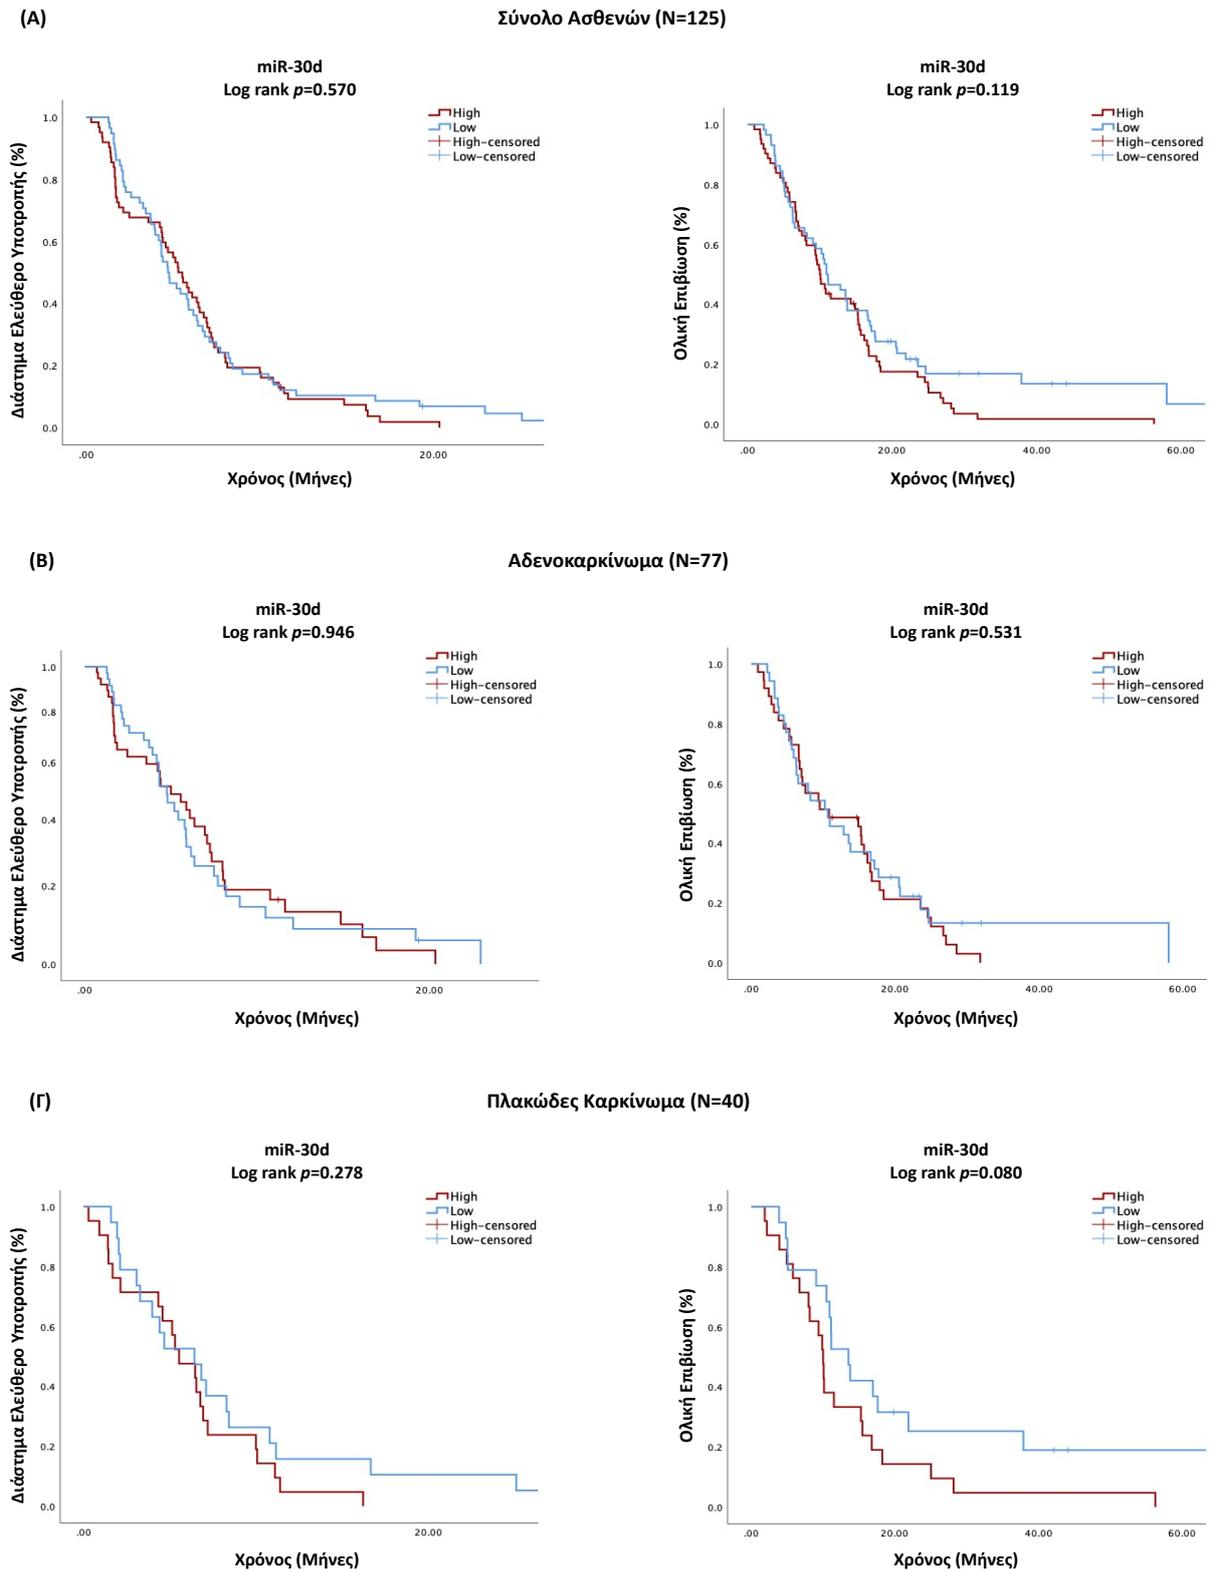 (Α)
Σύνολο Ασθενών (N=125)
miR-30d
Log rank p=0.570
High
Low
High-censored
Low-censored
Διάστημα Ελεύθερο Υποτροπής (%)
1.0
0.8
0.6
0.4
0.2
0.0
.00
20.00
Χρόνος (Μήνες)
miR-30d
Log rank p=0.119
High
Low
High-censored
Low-censored
Ολική Επιβίωση (%)
1.0
0.8
0.6
0.4
0.2
0.0
.00
20.00
40.00
60.00
Χρόνος (Μήνες)
(Β)
Αδενοκαρκίνωμα (N=77)
miR-30d
Log rank p=0.946
High
Low
High-censored
Low-censored
Διάστημα Ελεύθερο Υποτροπής (%)
1.0
0.8
0.6
0.4
0.2
0.0
.00
20.00
Χρόνος (Μήνες)
miR-30d
Log rank p=0.531
High
Low
High-censored
Low-censored
Ολική Επιβίωση (%)
1.0
0.8
0.6
0.4
0.2
0.0
.00
20.00
40.00
60.00
Χρόνος (Μήνες)
(Γ)
Πλακώδες Καρκίνωμα (N=40)
miR-30d
Log rank p=0.278
High
Low
High-censored
Low-censored
Διάστημα Ελεύθερο Υποτροπής (%)
1.0
0.8
0.6
0.4
0.2
0.0
.00
20.00
Χρόνος (Μήνες)
miR-30d
Log rank p=0.080
High
Low
High-censored
Low-censored
Ολική Επιβίωση (%)
1.0
0.8
0.6
0.4
0.2
0.0
.00
20.00
40.00
60.00
Χρόνος (Μήνες)